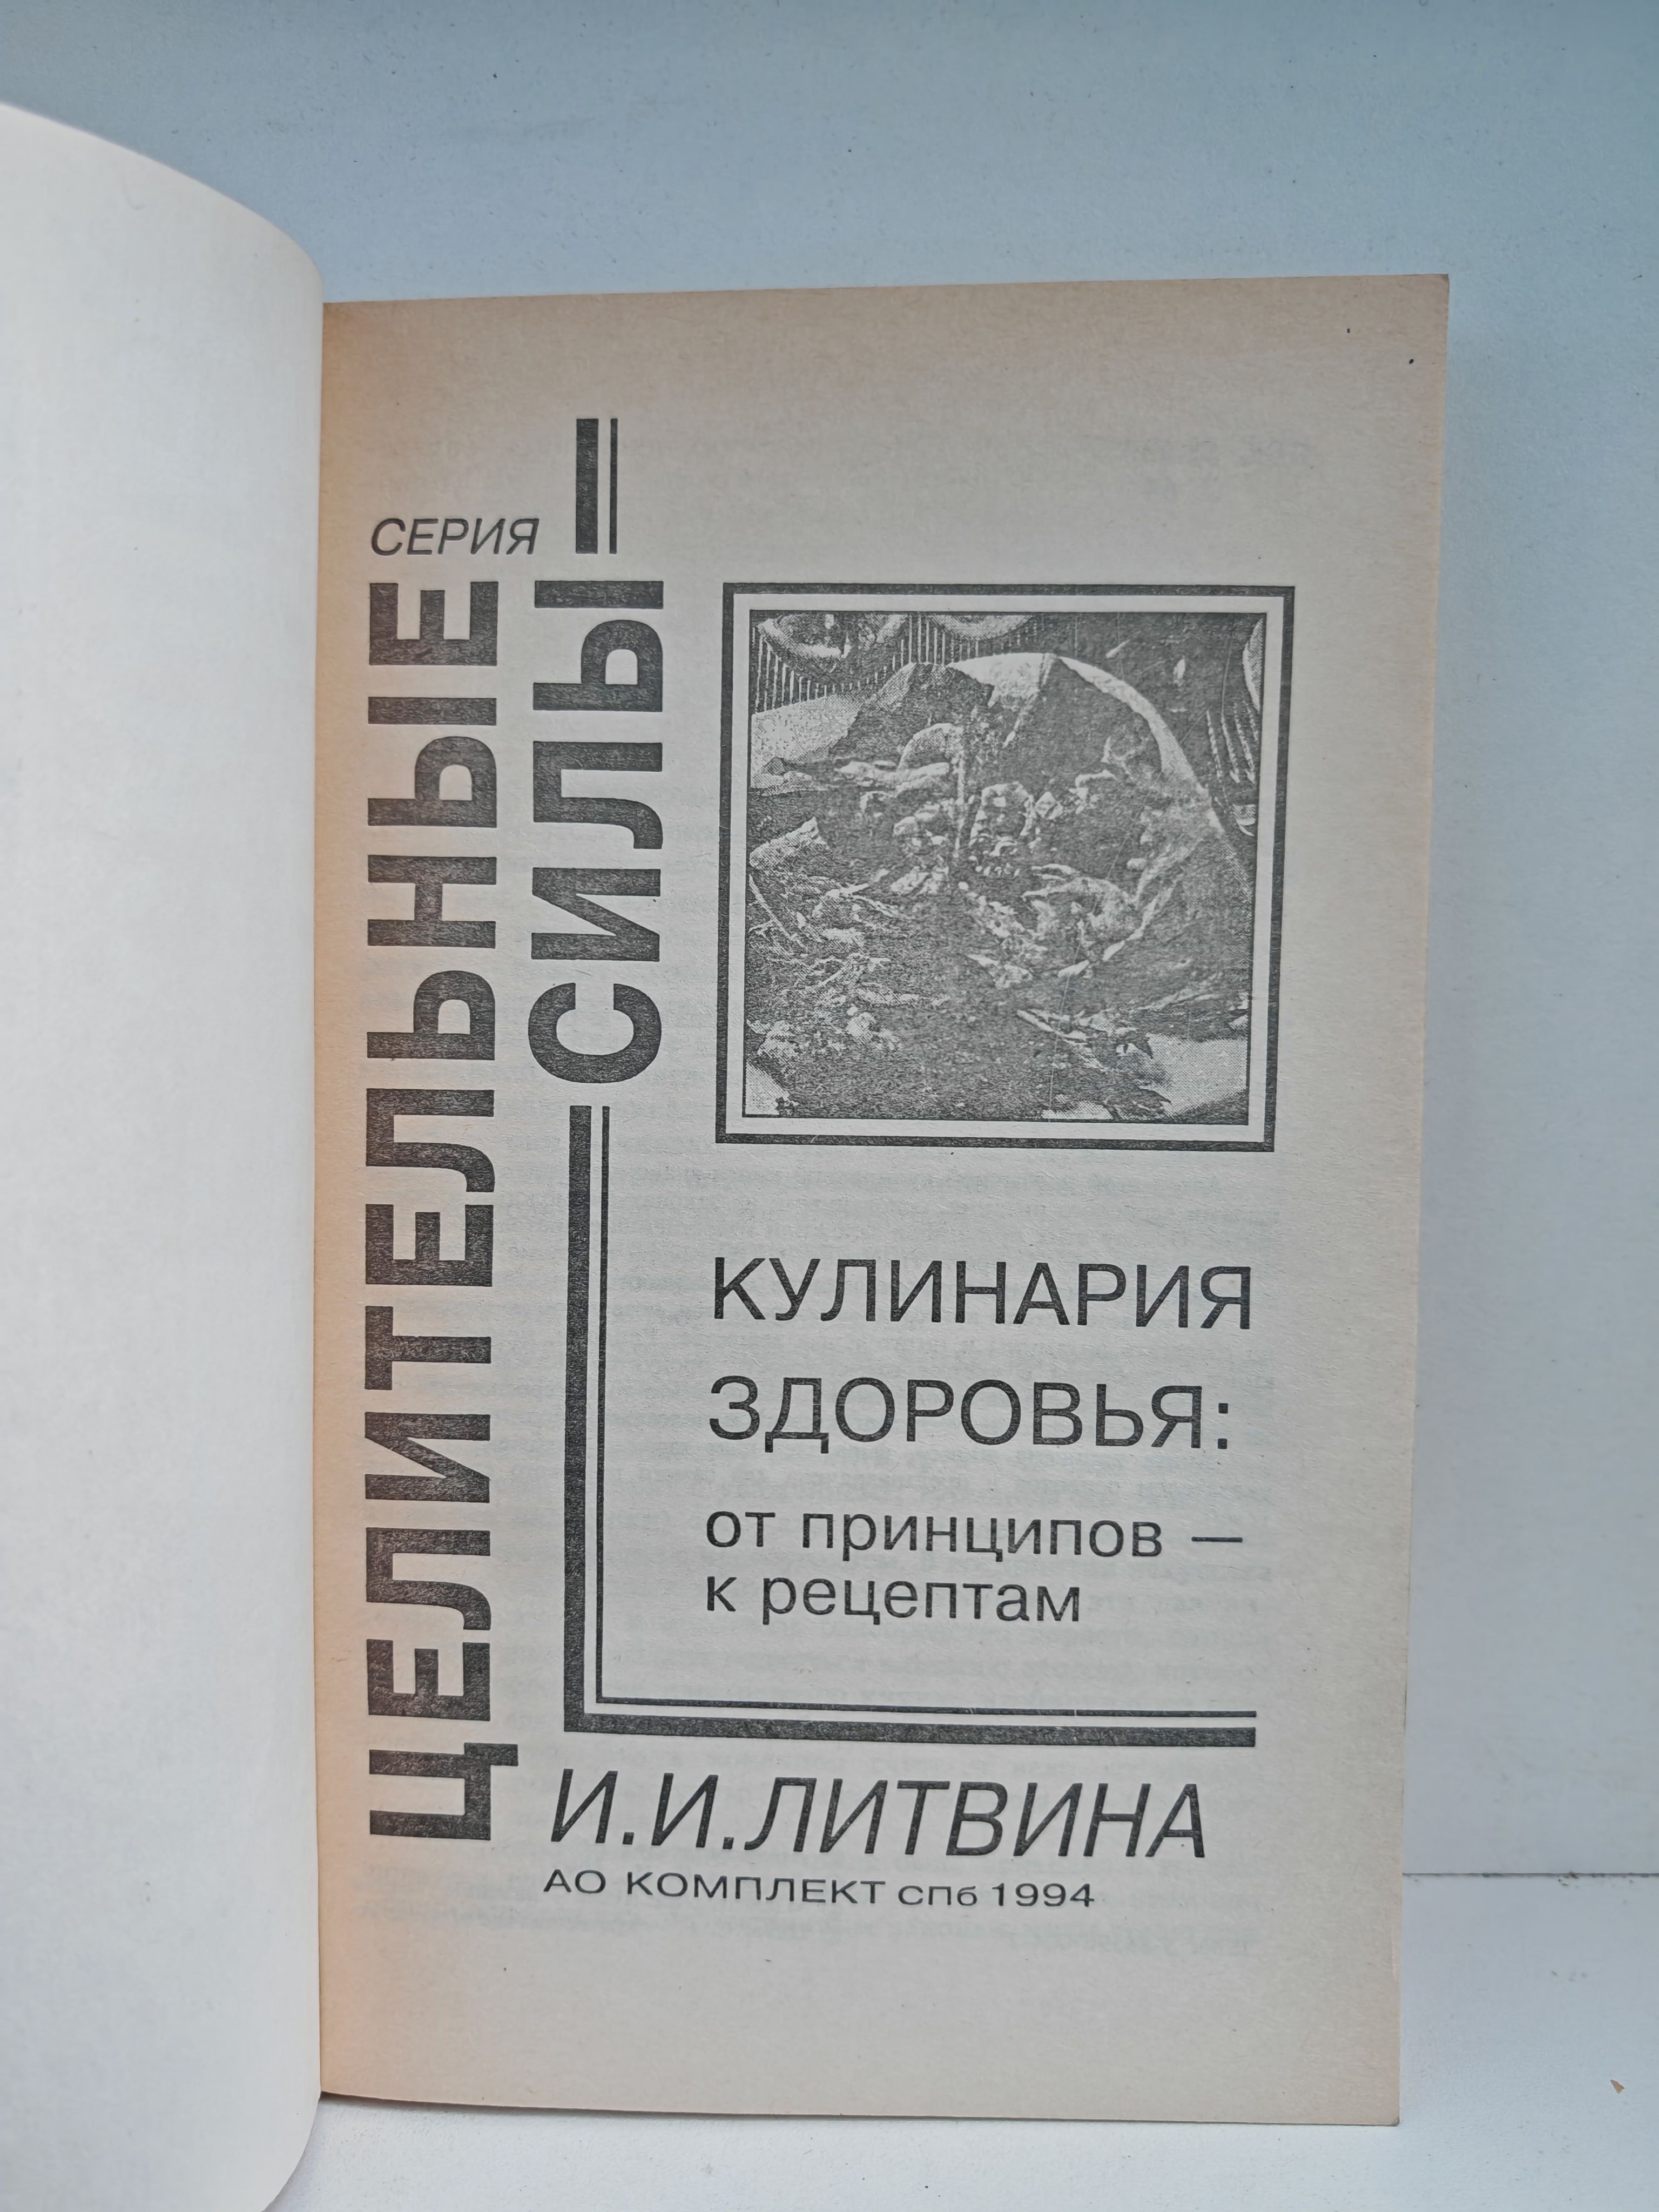 СЕРИЯ
ЦЕЛИТЕЛЬНЫЕ
СИЛЫ
КУЛИНАРИЯ
ЗДОРОВЬЯ:
от принципов —
к рецептам
И.И.ЛИТВИНА
АО КОМПЛЕКТ СПб 1994